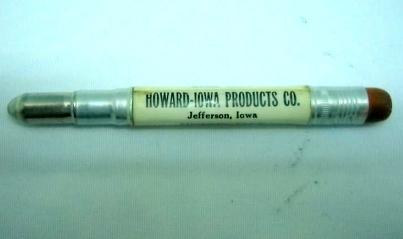 HOWARD-IOWA PRODUCTS CO.
Jefferson, Iowa